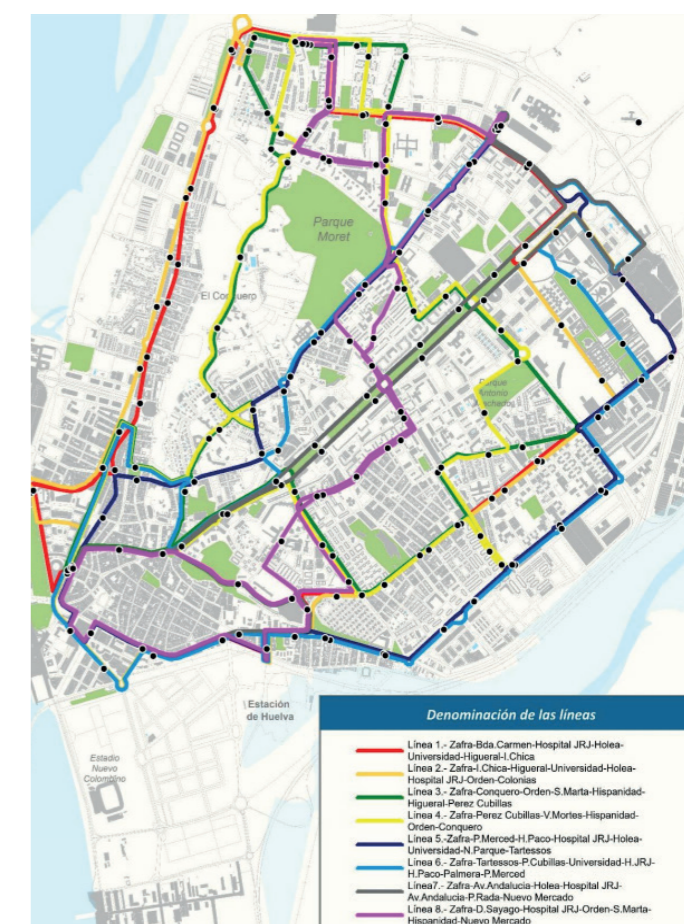 Parque
Moret
El Conquero
Parque
Antonio
Machado
Estación
de Huelva
Estadio
Nuevo
Colombino
Denominación de las líneas
Línea 1.- Zafra-Bda.Carmen-Hospital JRJ-Holea-
Universidad-Higueral-I.Chica
Línea 2.- Zafra-I.Chica-Higueral-Universidad-Holea-
Hospital JRJ-Orden-Colonias
Línea 3.- Zafra-Conquero-Orden-S.Marta-Hispanidad-
Higueral-Perez Cubillas
Línea 4.- Zafra-Perez Cubillas-V.Mortes-Hispanidad-
Orden-Conquero
Línea 5.-Zafra-P.Merced-H.Paco-Hospital JRJ-Holea-
Universidad-N.Parque-Tartessos
Línea 6.- Zafra-Tartessos-P.Cubillas-Universidad-H.JRJ-
H.Paco-Palmera-P.Merced
Línea7.- Zafra-Av.Andalucia-Holea-Hospital JRJ-
Av.Andalucia-P.Rada-Nuevo Mercado
Línea 8.- Zafra-D.Sayago-Hospital JRJ-Orden-S.Marta-
Hispanidad-Nuevo Mercado